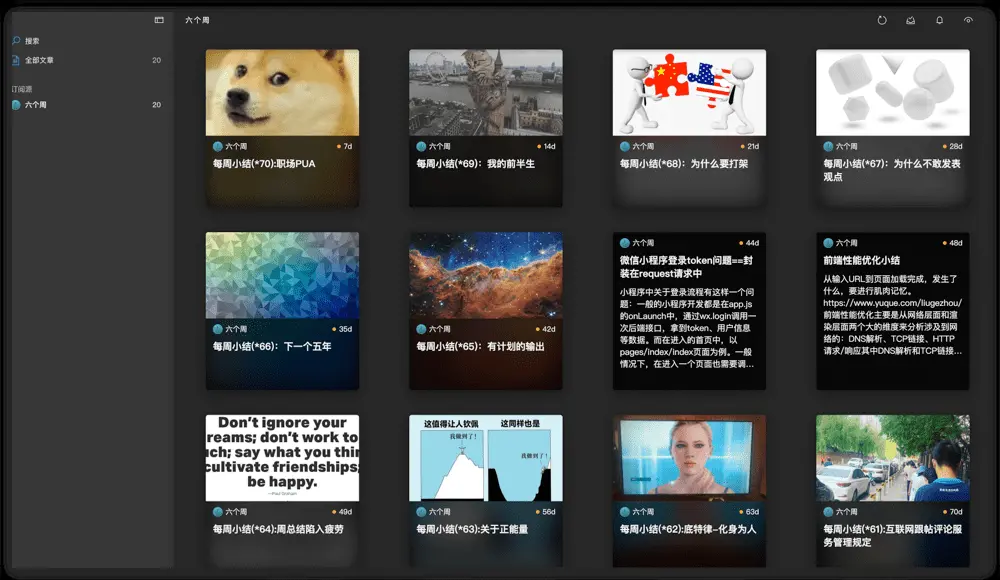 六个周
搜索
全部文章 20
订阅源
六个周 20
六个周 7d
每周小结(*70):职场PUA
六个周 14d
每周小结(*69)：我的前半生
六个周 21d
每周小结(*68)：为什么要打架
六个周 28d
每周小结(*67)：为什么不敢发表
观点
六个周 35d
每周小结(*66)：下一个五年
六个周 42d
每周小结(*65)：有计划的输出
六个周 44d
微信小程序登录token问题==封
装在request请求中
小程序中关于登录流程有这样一个问
题：一般的小程序开发都是在app.js
的onLaunch中，通过wx.login调用一
次后端接口，拿到token、用户信息
等数据。而在进入的首页中，以
pages/index/index页面为例。一般
情况下，在进入一个页面也需要调...
六个周 48d
前端性能优化小结
从输入URL到页面加载完成，发生了
什么，要进行肌肉记忆。
https://www.yuque.com/liugezhou/
前端性能优化主要是从网络层面和渲
染层面两个大的维度来分析涉及到网
络的：DNS解析、TCP链接、HTTP
请求/响应其中DNS解析和TCP链接...
Don't ignore your
reams; don't work to
uch; say what you thin
cultivate friendships;
be happy.
—Paul Graham
六个周 49d
每周小结(*64):周总结陷入疲劳
这值得让人钦佩 这同样也是
我做到了！
我做到了！
六个周 56d
每周小结(*63):关于正能量
六个周 63d
每周小结(*62):底特律-化身为人
六个周 70d
每周小结(*61):互联网跟帖评论服
务管理规定